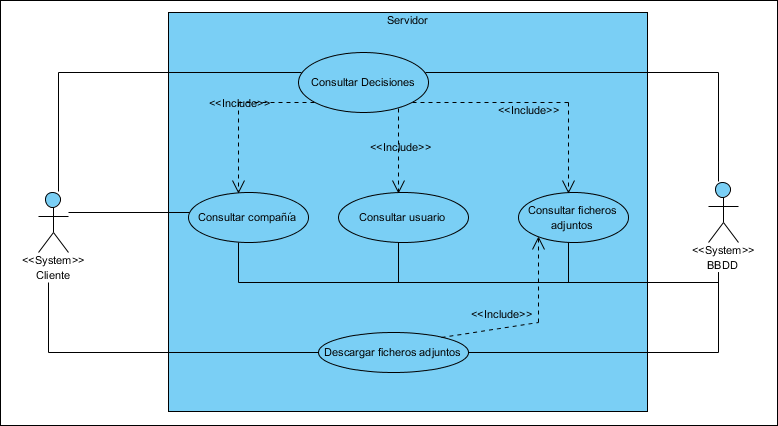 Servidor
Consultar Decisiones
<<Include>>
<<Include>>
<<Include>>
Consultar compañía
Consultar usuario
Consultar ficheros
adjuntos
<<System>>
Cliente
<<System>>
BBDD
<<Include>>
Descargar ficheros adjuntos